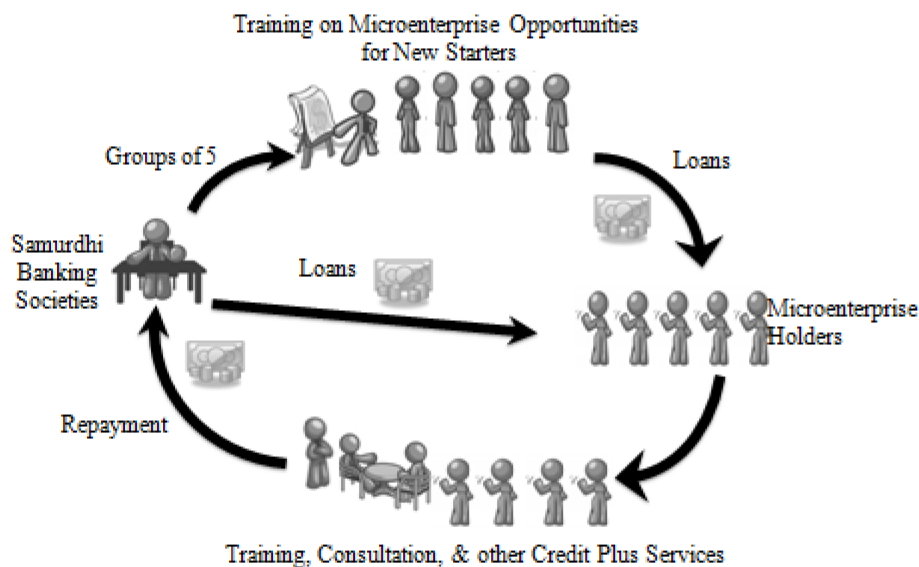 Training on Microenterprise Opportunities
for New Starters
Groups of 5
Loans
Samurdhi
Banking
Societies
Loans
Microenterprise
Holders
Repayment
Training, Consultation, & other Credit Plus Services